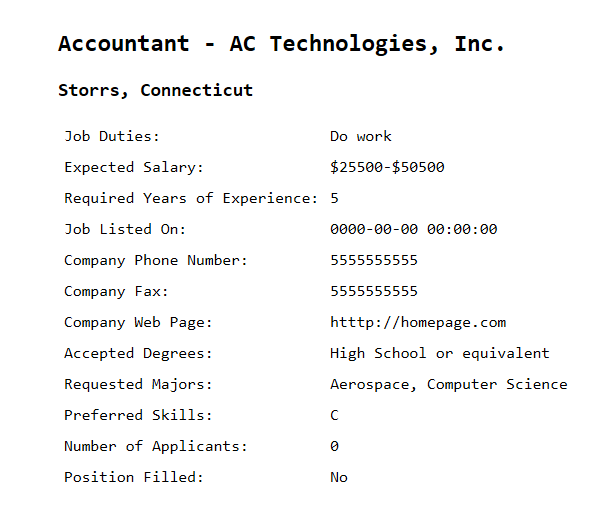 Accountant - AC Technologies, Inc.
Storrs, Connecticut
Job Duties: Do work
Expected Salary: $25500-$50500
Required Years of Experience: 5
Job Listed On: 0000-00-00 00:00:00
Company Phone Number: 5555555555
Company Fax: 5555555555
Company Web Page: htttp://homepage.com
Accepted Degrees: High School or equivalent
Requested Majors: Aerospace, Computer Science
Preferred Skills: C
Number of Applicants: 0
Position Filled: No